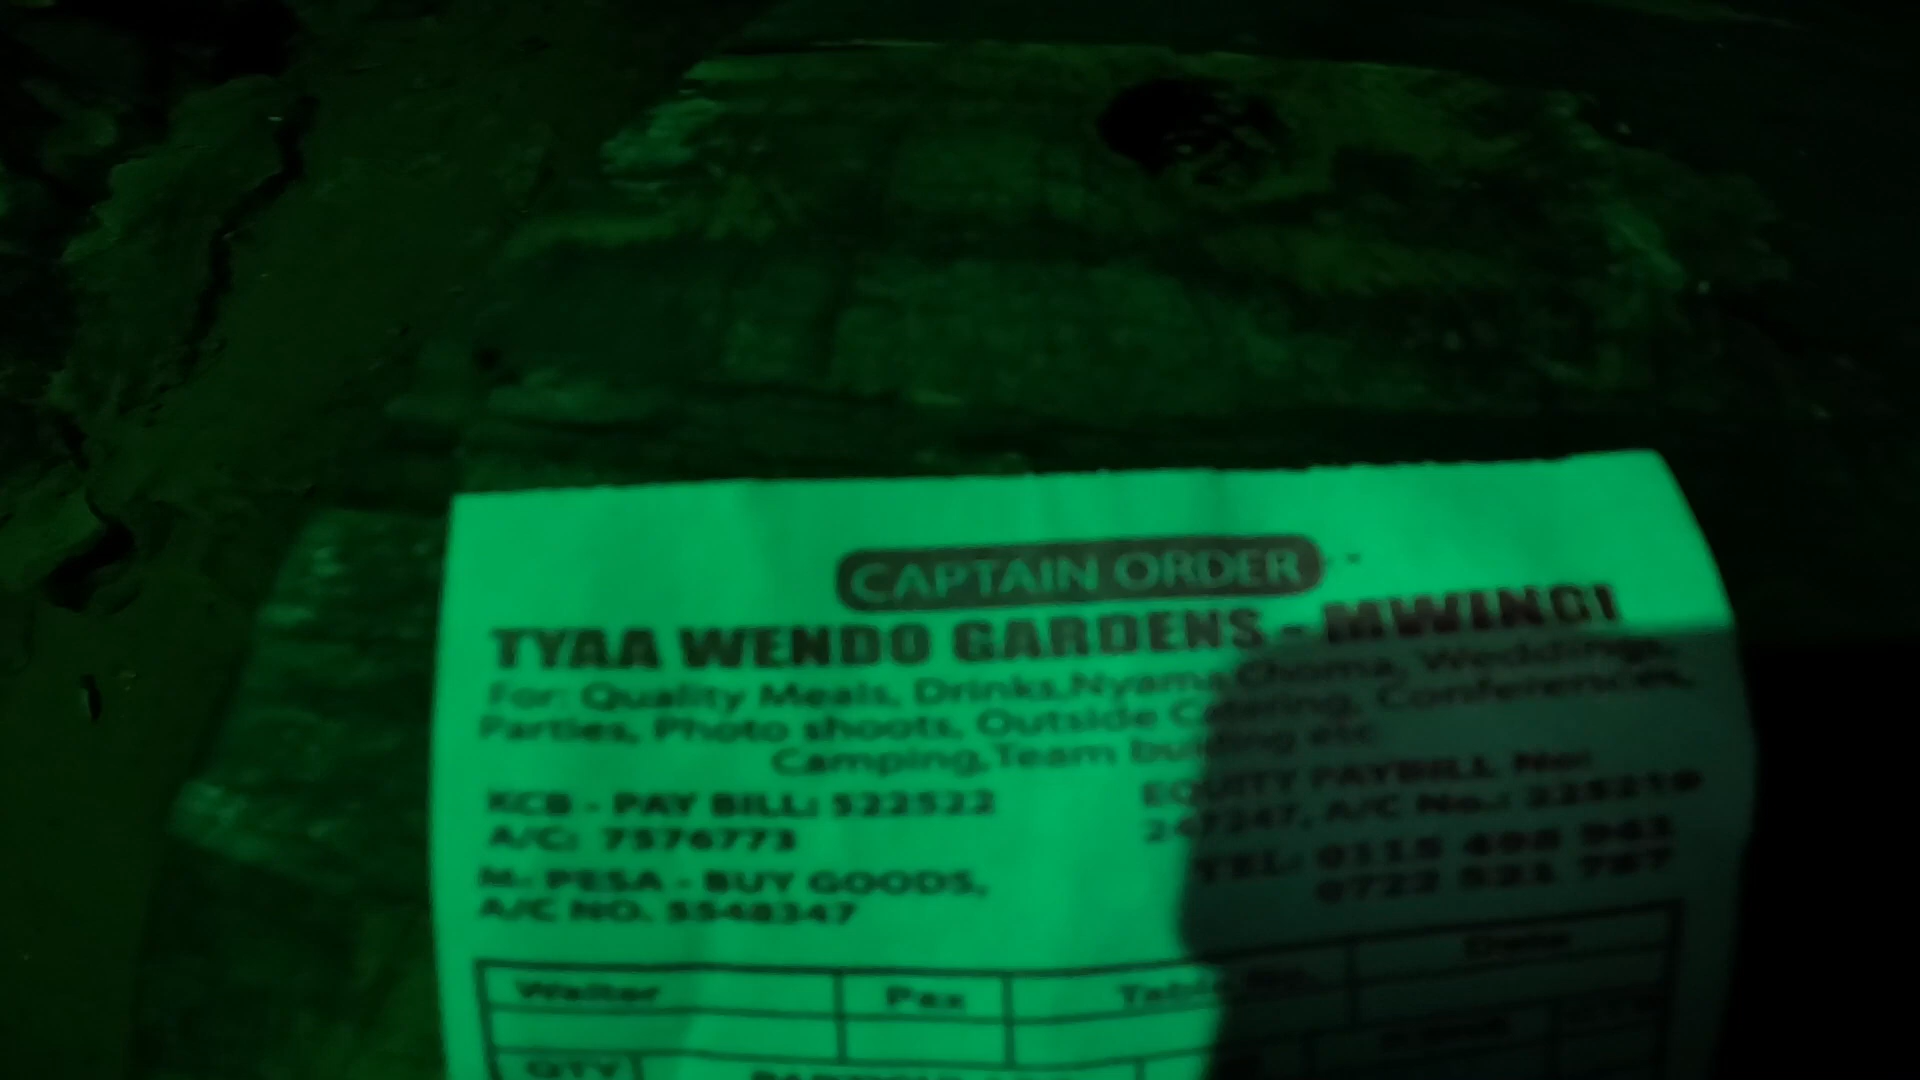 CAPTAIN ORDER
TYAA WENDO GARDENS - MWINGI
For: Quality Meals, Drinks,Nyama Choma, Weddings,
Parties, Photo shoots, Outside Catering, Conferences,
Camping,Team building etc
KCB - PAY BILL: 522522
A/C: 7576773
M- PESA - BUY GOODS,
A/C NO. 5548347
EQUITY PAYBILL No:
247247, A/C No.:
TEL: 0115
0722 521 787
Waiter Pax Table No. Date
QTY